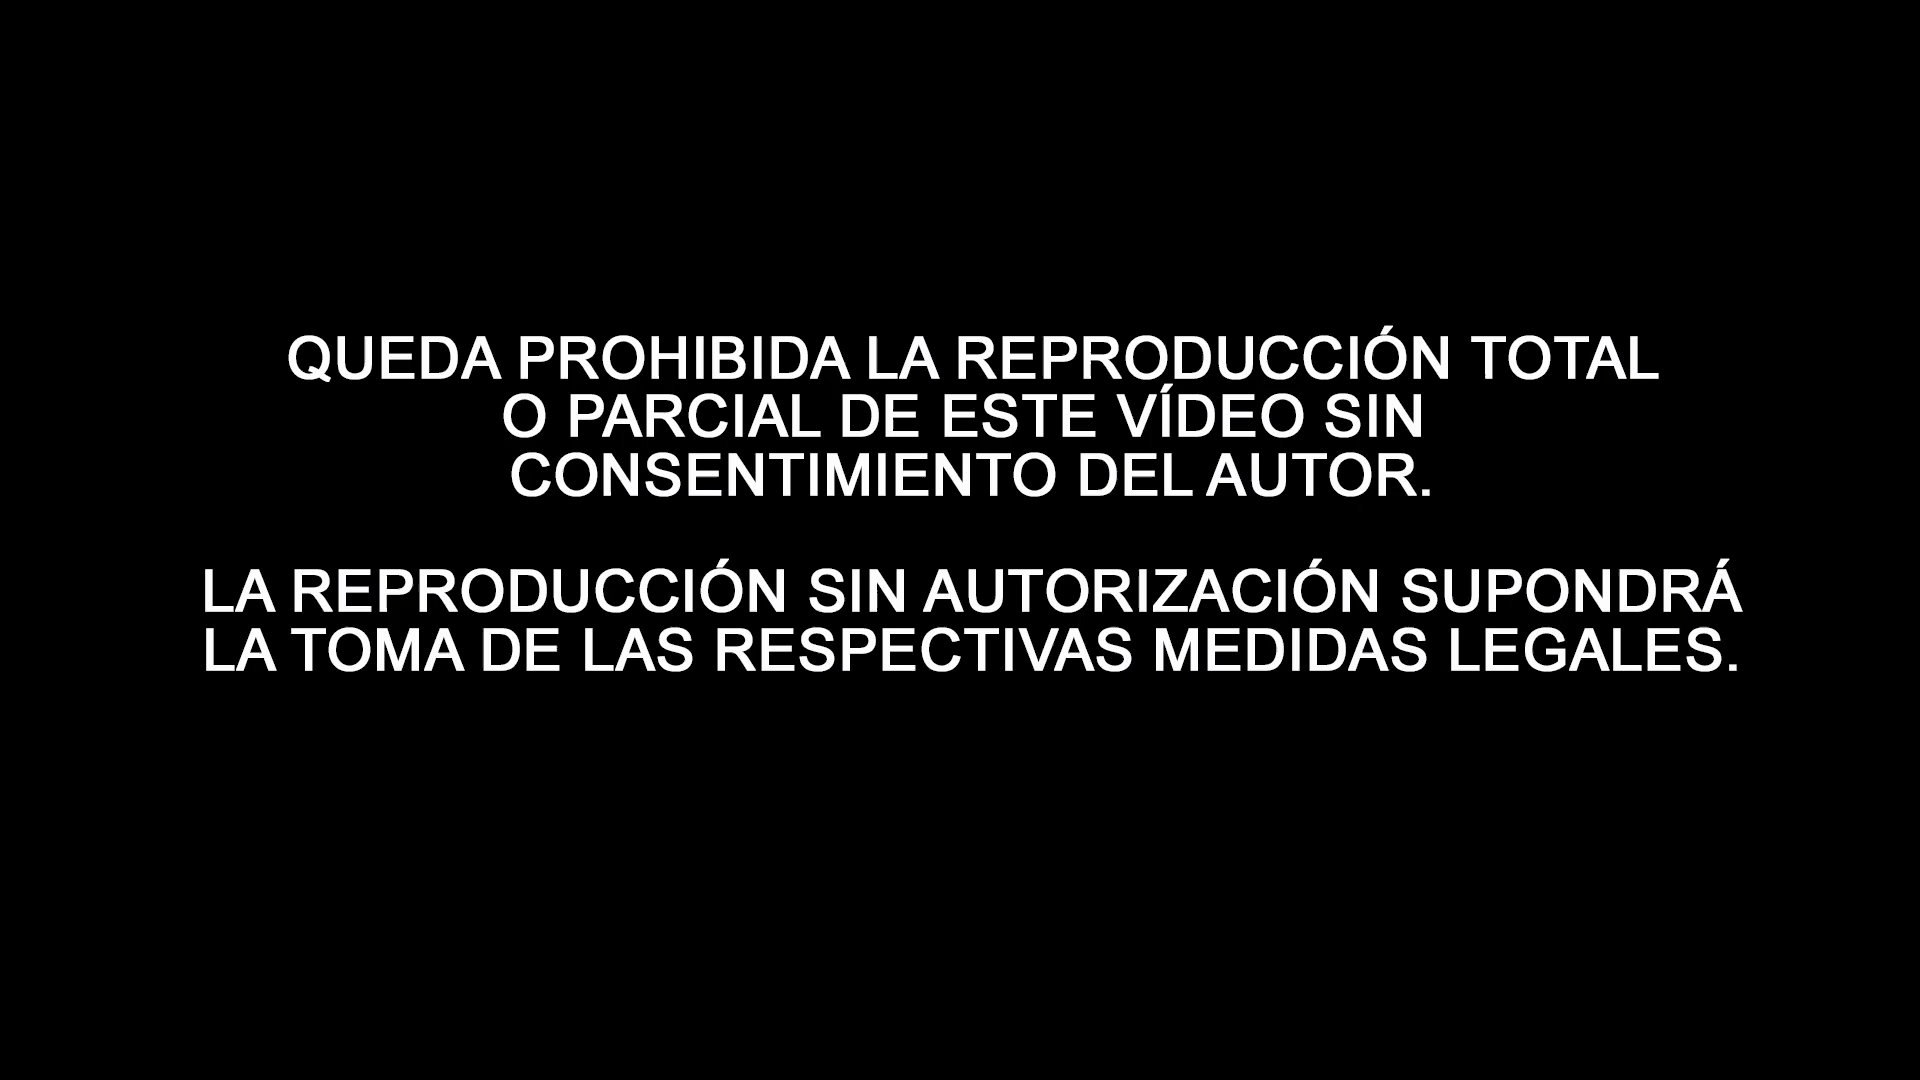 QUEDA PROHIBIDA LA REPRODUCCIÓN TOTAL
O PARCIAL DE ESTE VÍDEO SIN
CONSENTIMIENTO DEL AUTOR.
LA REPRODUCCIÓN SIN AUTORIZACIÓN SUPONDRÁ
LA TOMA DE LAS RESPECTIVAS MEDIDAS LEGALES.